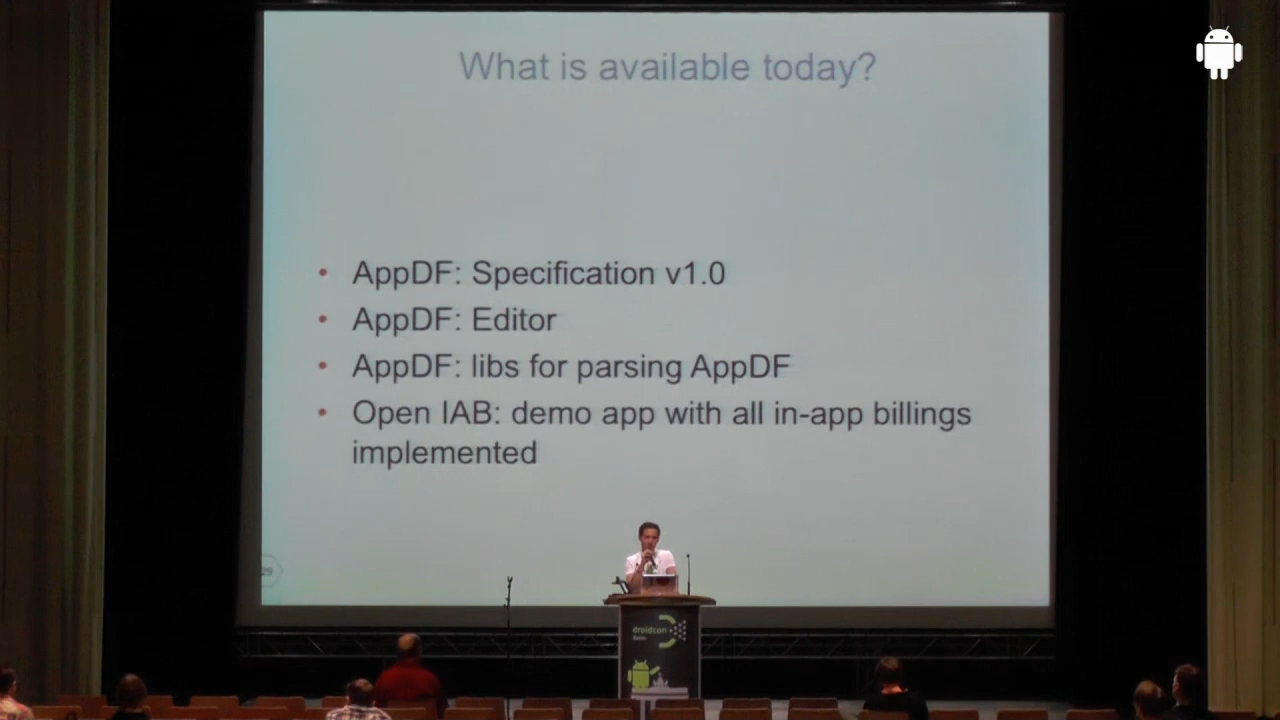 What is available today?
• AppDF: Specification v1.0
• AppDF: Editor
• AppDF: libs for parsing AppDF
• Open IAB: demo app with all in-app billings
implemented
29
droidcon